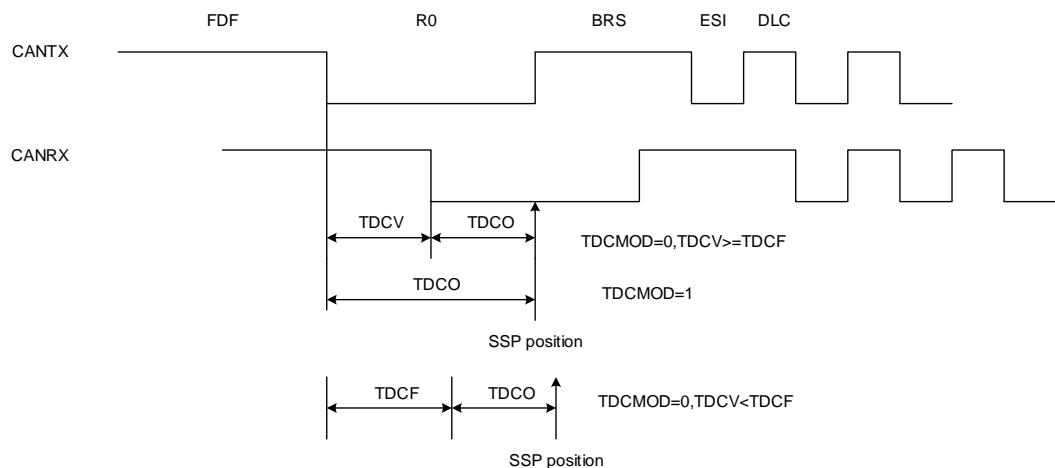 FDF R0 BRS ESI DLC
CANTX
CANRX
TDCV TDCO
TDCMOD=0,TDCV>=TDCF
TDCO TDCMOD=1
SSP position
TDCF TDCO TDCMOD=0,TDCV<TDCF
SSP position